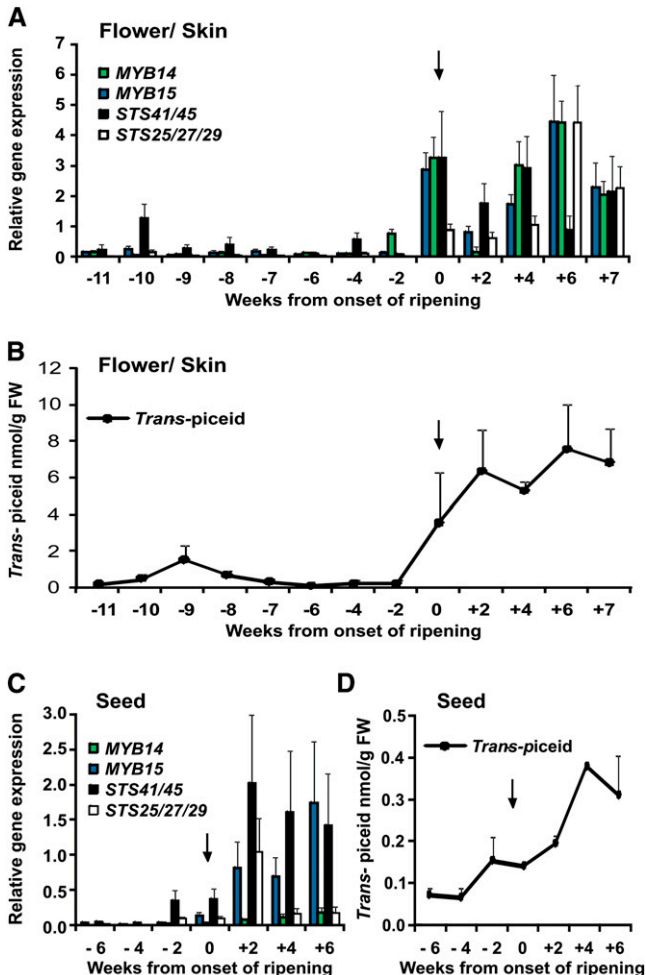 A
Flower/ Skin
Relative gene expression
7
6
5
4
3
2
1
0
MYB14
MYB15
STS41/45
STS25/27/29
-11 -10 -9 -8 -7 -6 -4 -2 0 +2 +4 +6 +7
Weeks from onset of ripening
B
Flower/ Skin
Trans- piceid nmol/g FW
12
10
8
6
4
2
0
Trans-piceid
-11 -10 -9 -8 -7 -6 -4 -2 0 +2 +4 +6 +7
Weeks from onset of ripening
C
Seed
Relative gene expression
3.0
2.5
2.0
1.5
1.0
0.5
0.0
MYB14
MYB15
STS41/45
STS25/27/29
- 6 - 4 - 2 0 +2 +4 +6
Weeks from onset of ripening
D
Seed
Trans- piceid nmol/g FW
0.5
0.4
0.3
0.2
0.1
0.0
Trans-piceid
- 6 - 4 - 2 0 +2 +4 +6
Weeks from onset of ripening